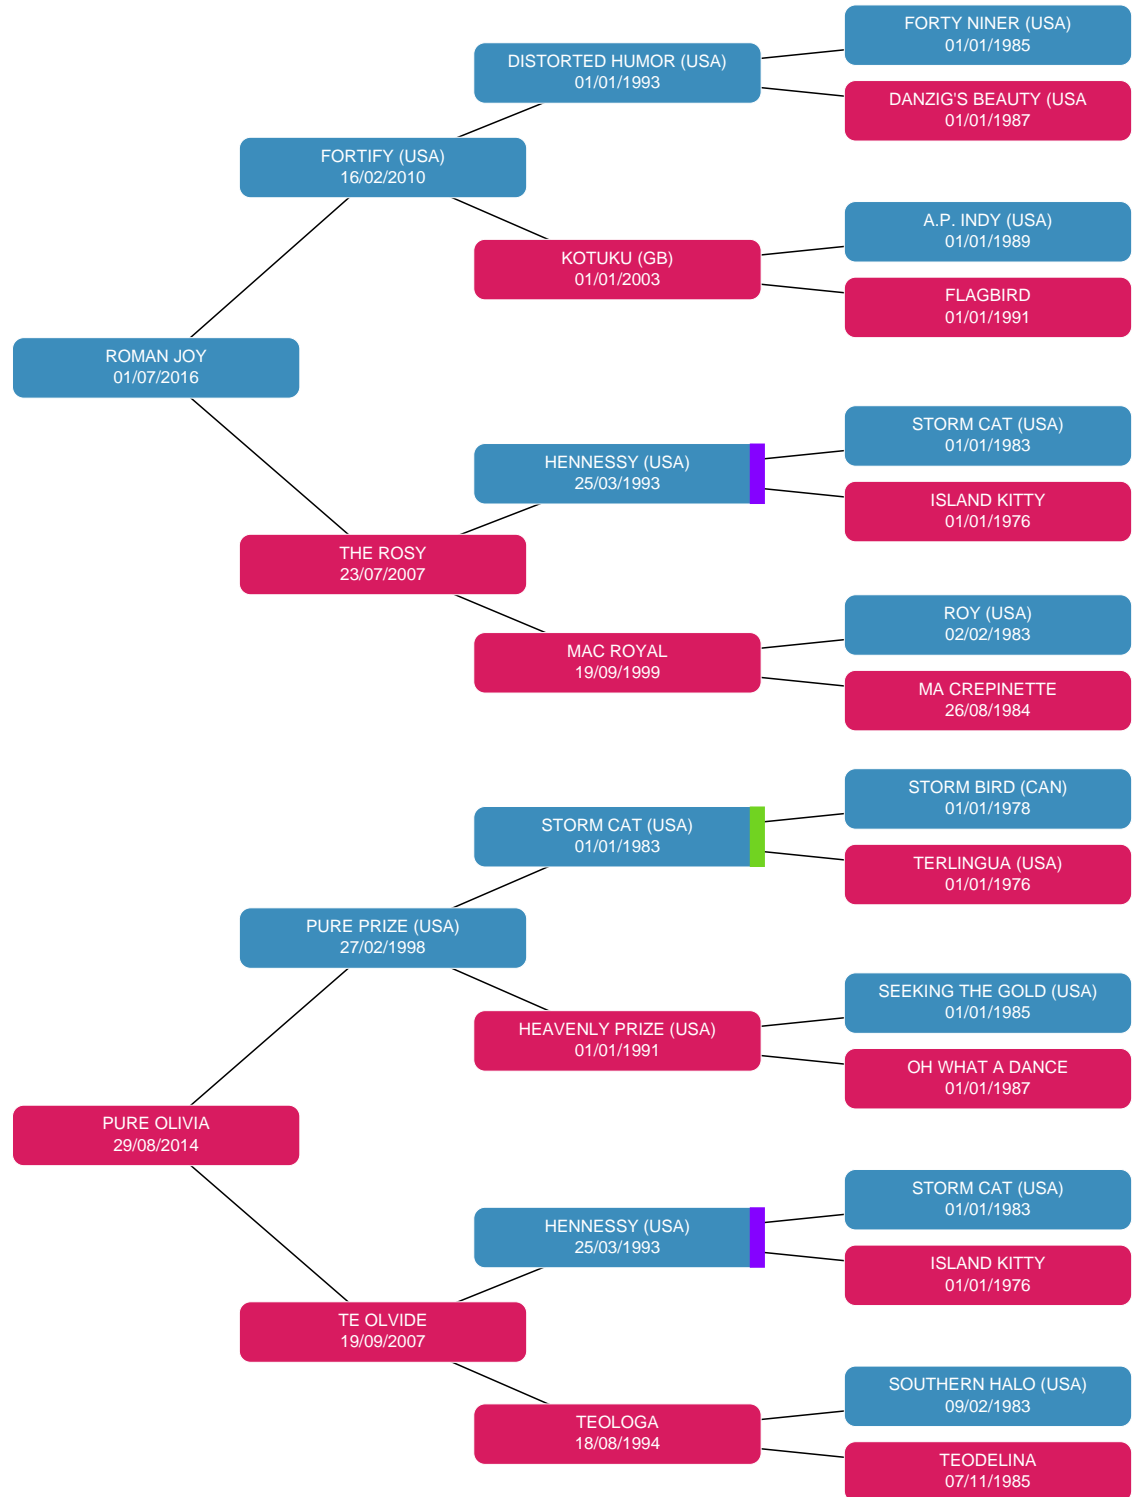 FORTY NINER (USA)
01/01/1985
DISTORTED HUMOR (USA)
01/01/1993
DANZIG'S BEAUTY (USA
01/01/1987
FORTIFY (USA)
16/02/2010
A.P. INDY (USA)
01/01/1989
KOTUKU (GB)
01/01/2003
FLAGBIRD
01/01/1991
ROMAN JOY
01/07/2016
STORM CAT (USA)
01/01/1983
HENNESSY (USA)
25/03/1993
ISLAND KITTY
01/01/1976
THE ROSY
23/07/2007
ROY (USA)
02/02/1983
MAC ROYAL
19/09/1999
MA CREPINETTE
26/08/1984
STORM BIRD (CAN)
01/01/1978
STORM CAT (USA)
01/01/1983
TERLINGUA (USA)
01/01/1976
PURE PRIZE (USA)
27/02/1998
SEEKING THE GOLD (USA)
01/01/1985
HEAVENLY PRIZE (USA)
01/01/1991
OH WHAT A DANCE
01/01/1987
PURE OLIVIA
29/08/2014
STORM CAT (USA)
01/01/1983
HENNESSY (USA)
25/03/1993
ISLAND KITTY
01/01/1976
TE OLVIDE
19/09/2007
SOUTHERN HALO (USA)
09/02/1983
TEOLOGA
18/08/1994
TEODELINA
07/11/1985